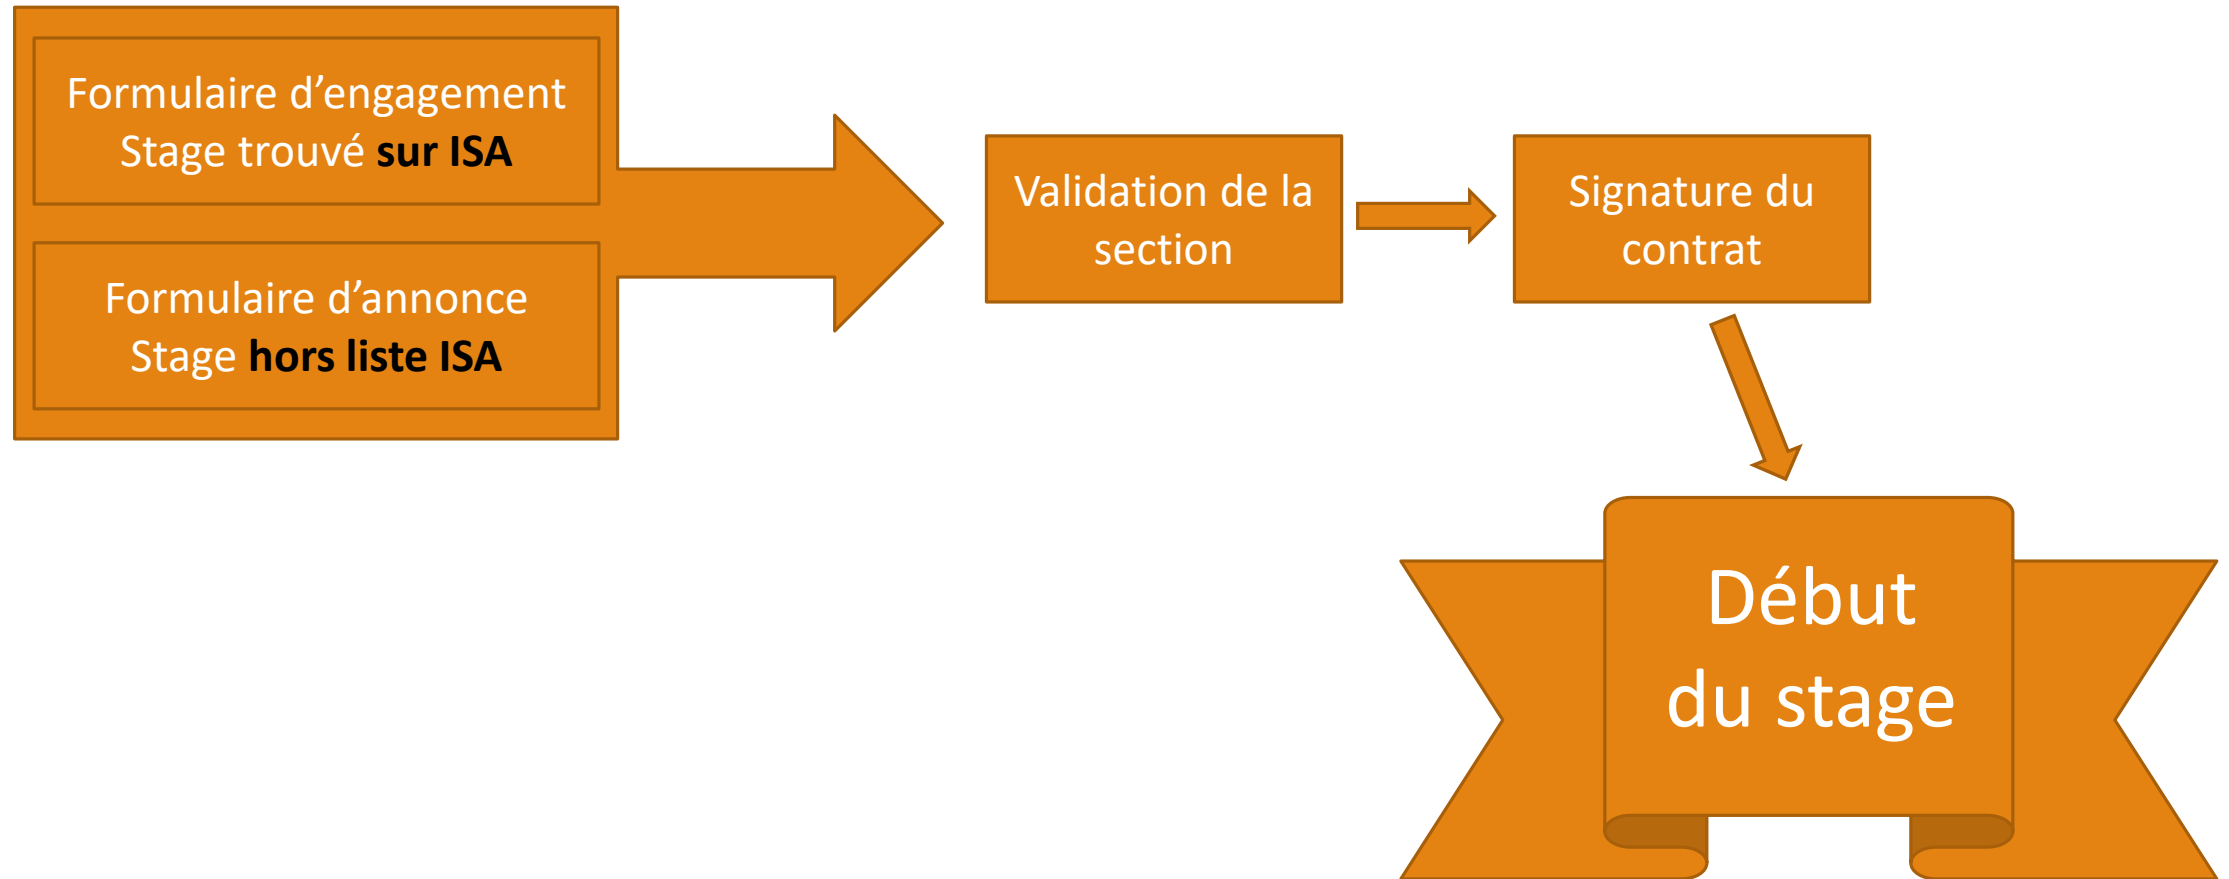 Formulaire d’engagement
Stage trouvé sur ISA
Formulaire d’annonce
Stage hors liste ISA
Validation de la
section
Signature du
contrat
Début
du stage